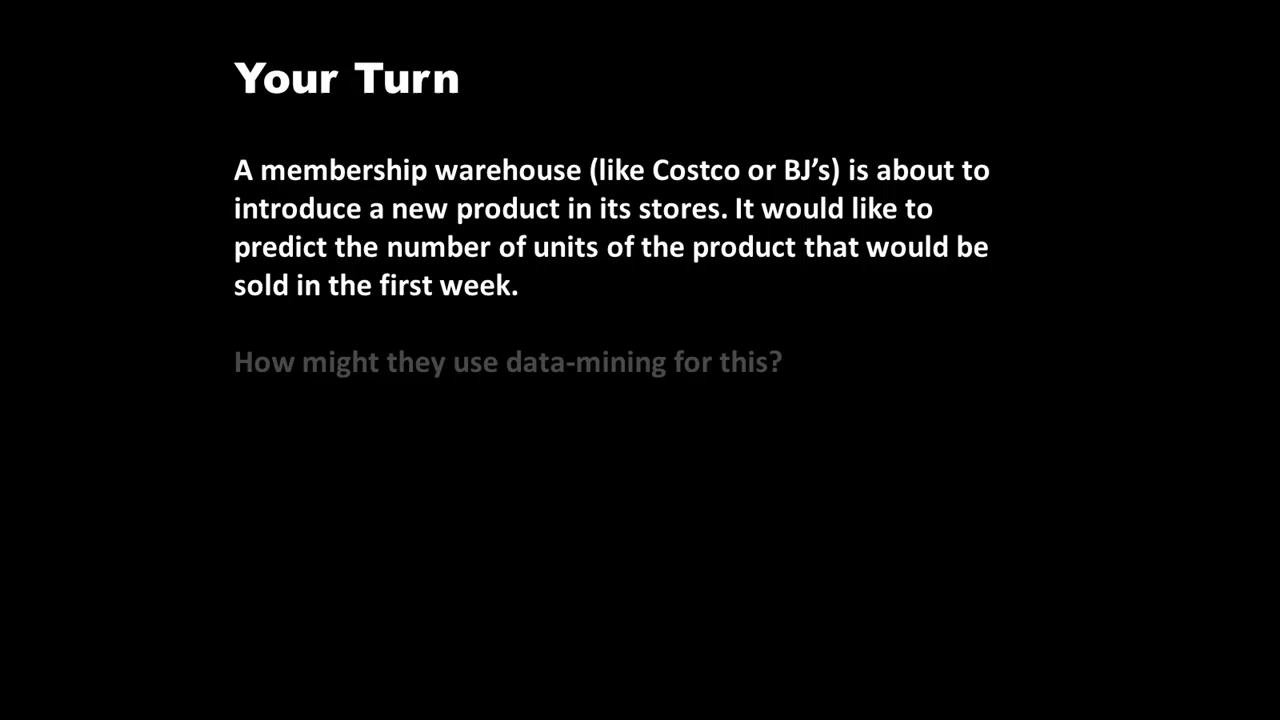 Your Turn
A membership warehouse (like Costco or BJ’s) is about to
introduce a new product in its stores. It would like to
predict the number of units of the product that would be
sold in the first week.
How might they use data-mining for this?